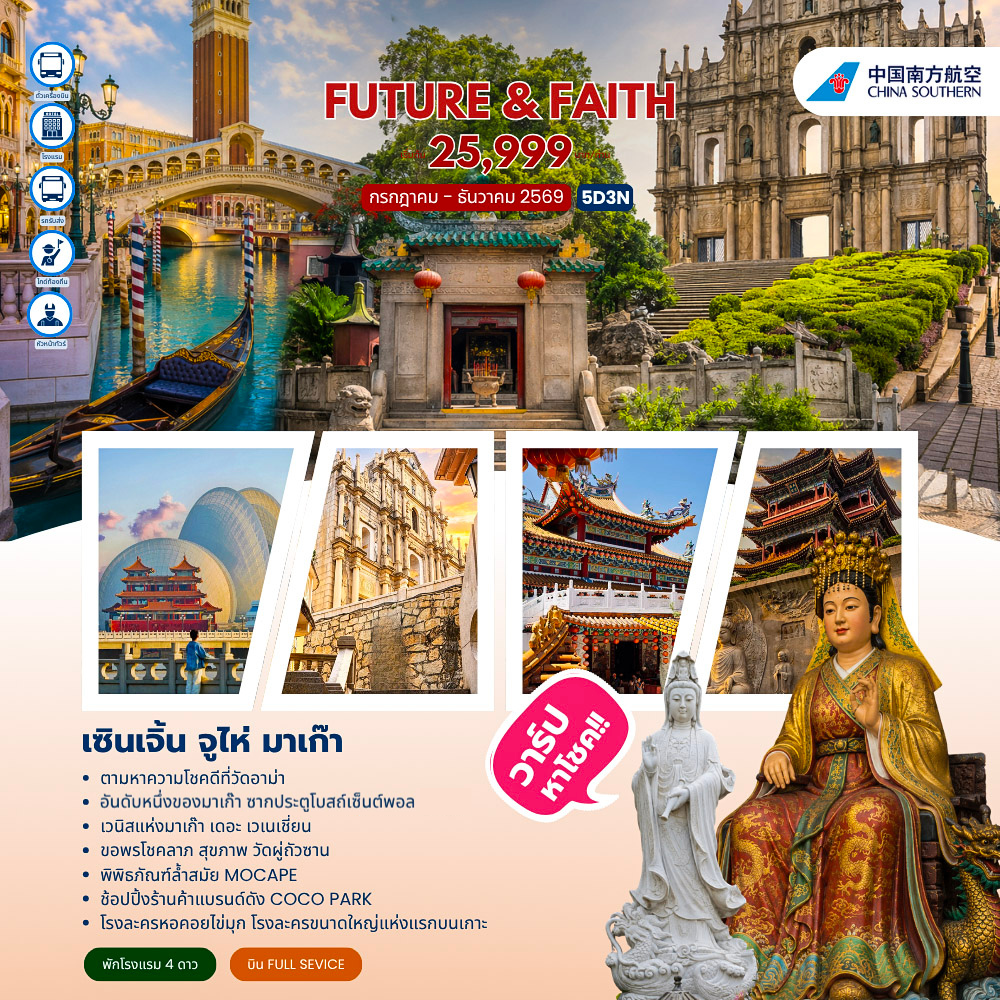 中国南方航空
CHINA SOUTHERN
FUTURE & FAITH
25,999
กรกฎาคม - ธันวาคม 2569
5D3N
ตั๋วเครื่องบิน
โรงแรม
รถรับส่ง
ไกด์ท้องถิ่น
หัวหน้าทัวร์
วาร์ป
หาโชค!!
เซินเจิ้น จูไห่ มาเก๊า
• ตามหาความโชคดีที่วัดอาม่า
• อันดับหนึ่งของมาเก๊า ซากประตูโบสถ์เซ็นต์พอล
• เวนิสแห่งมาเก๊า เดอะ เวเนเชี่ยน
• ขอพรโชคลาภ สุขภาพ วัดผู่ถัวซาน
• พิพิธภัณฑ์ล้ำสมัย MOCAPE
• ช้อปปิ้งร้านค้าแบรนด์ดัง COCO PARK
• โรงละครหอคอยไข่มุก โรงละครขนาดใหญ่แห่งแรกบนเกาะ
พักโรงแรม 4 ดาว
บิน FULL SEVICE